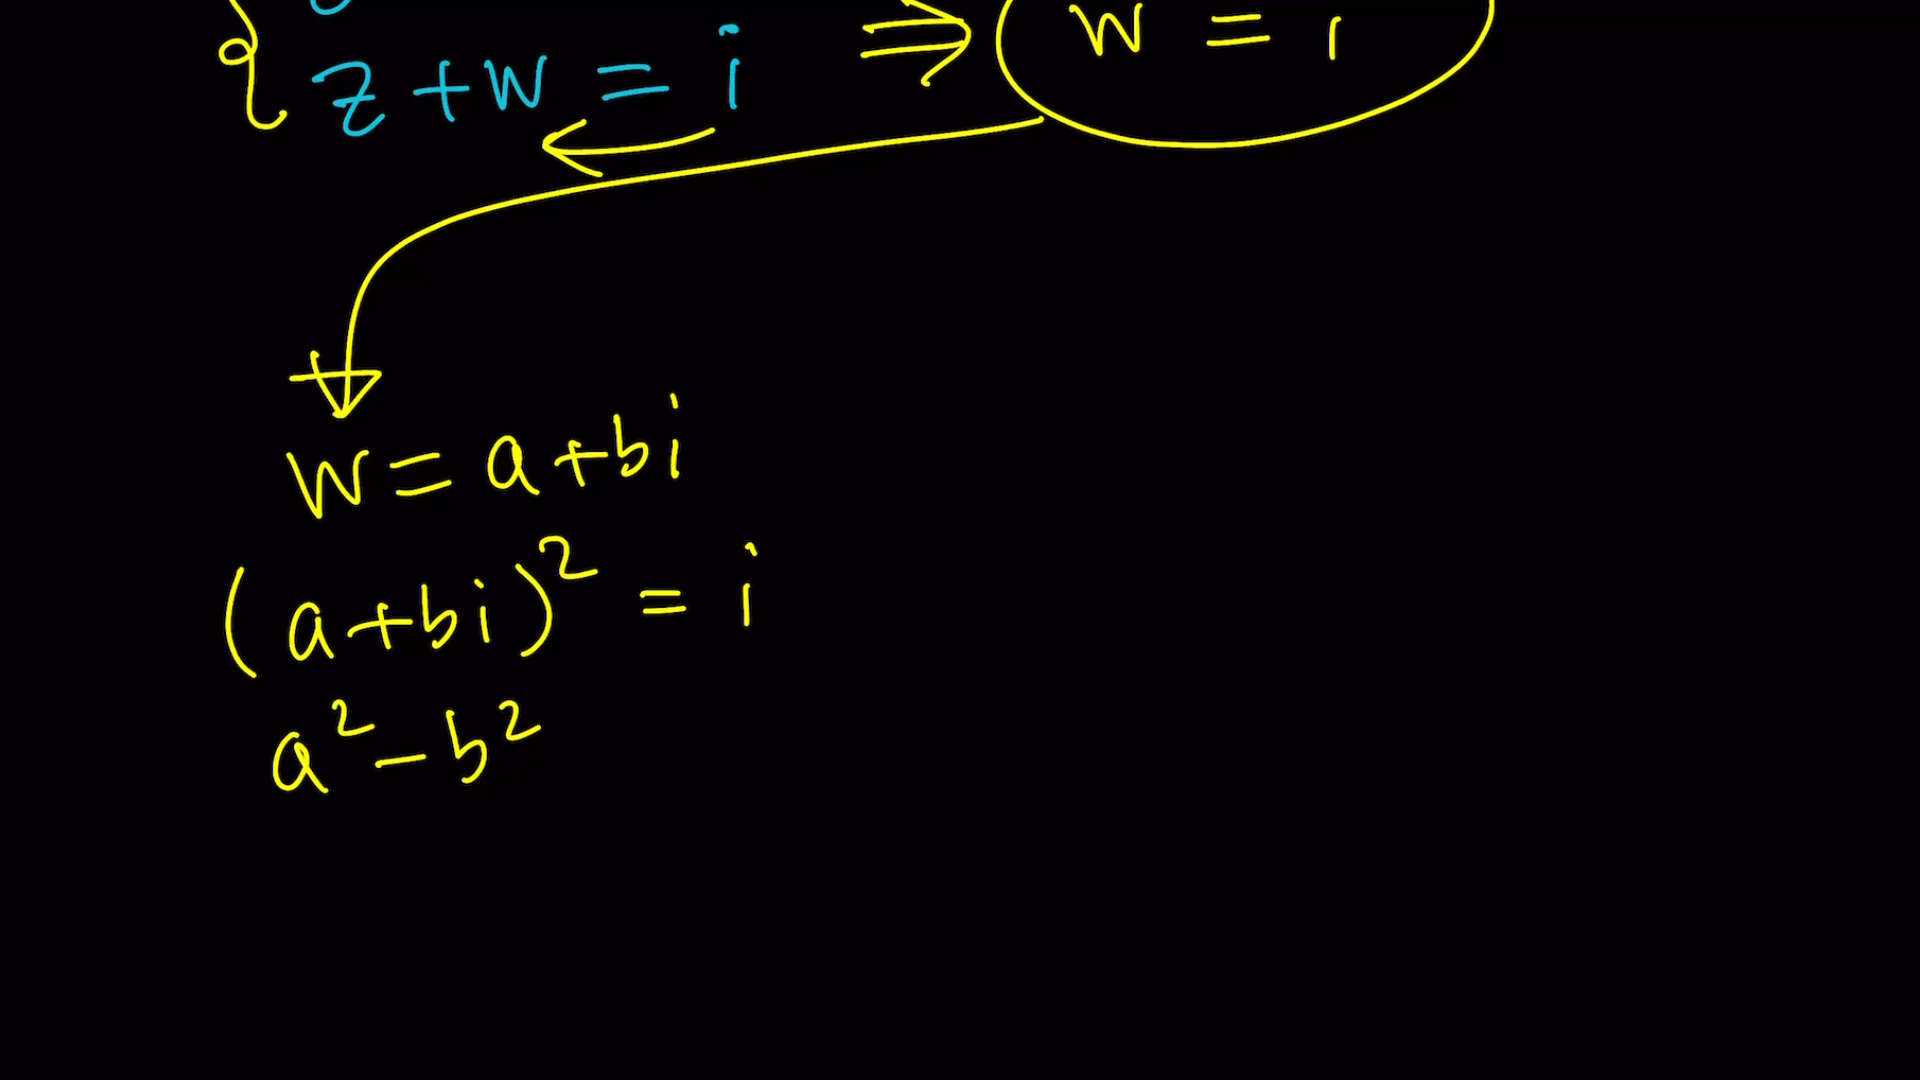 z + w = i ⇒ w = i
w = a + bi
(a + bi)² = i
a² - b²